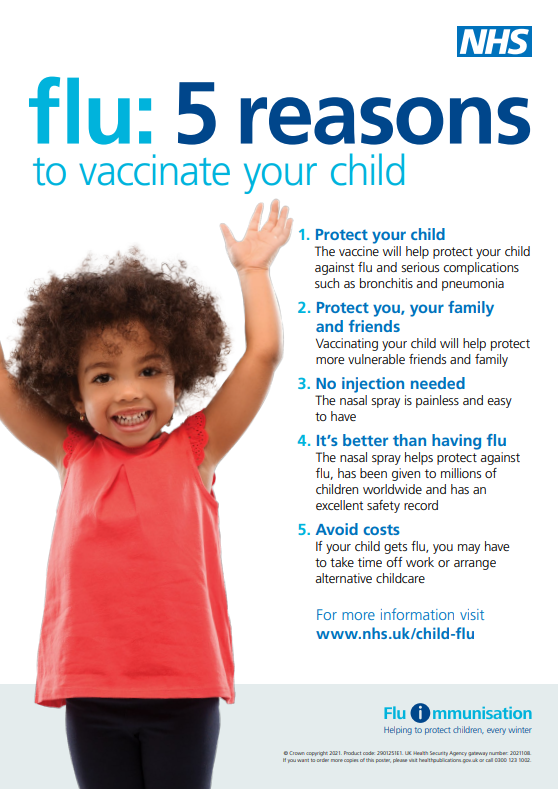 NHS
flu: 5 reasons
to vaccinate your child
1. Protect your child
The vaccine will help protect your child
against flu and serious complications
such as bronchitis and pneumonia
2. Protect you, your family
and friends
Vaccinating your child will help protect
more vulnerable friends and family
3. No injection needed
The nasal spray is painless and easy
to have
4. It’s better than having flu
The nasal spray helps protect against
flu, has been given to millions of
children worldwide and has an
excellent safety record
5. Avoid costs
If your child gets flu, you may have
to take time off work or arrange
alternative childcare
For more information visit
www.nhs.uk/child-flu
Flu immunisation
Helping to protect children, every winter
© Crown copyright 2021. Product code: 2901251E1. UK Health Security Agency gateway number: 2021108.
If you want to order more copies of this poster, please visit healthpublications.gov.uk or call 0300 123 1002.